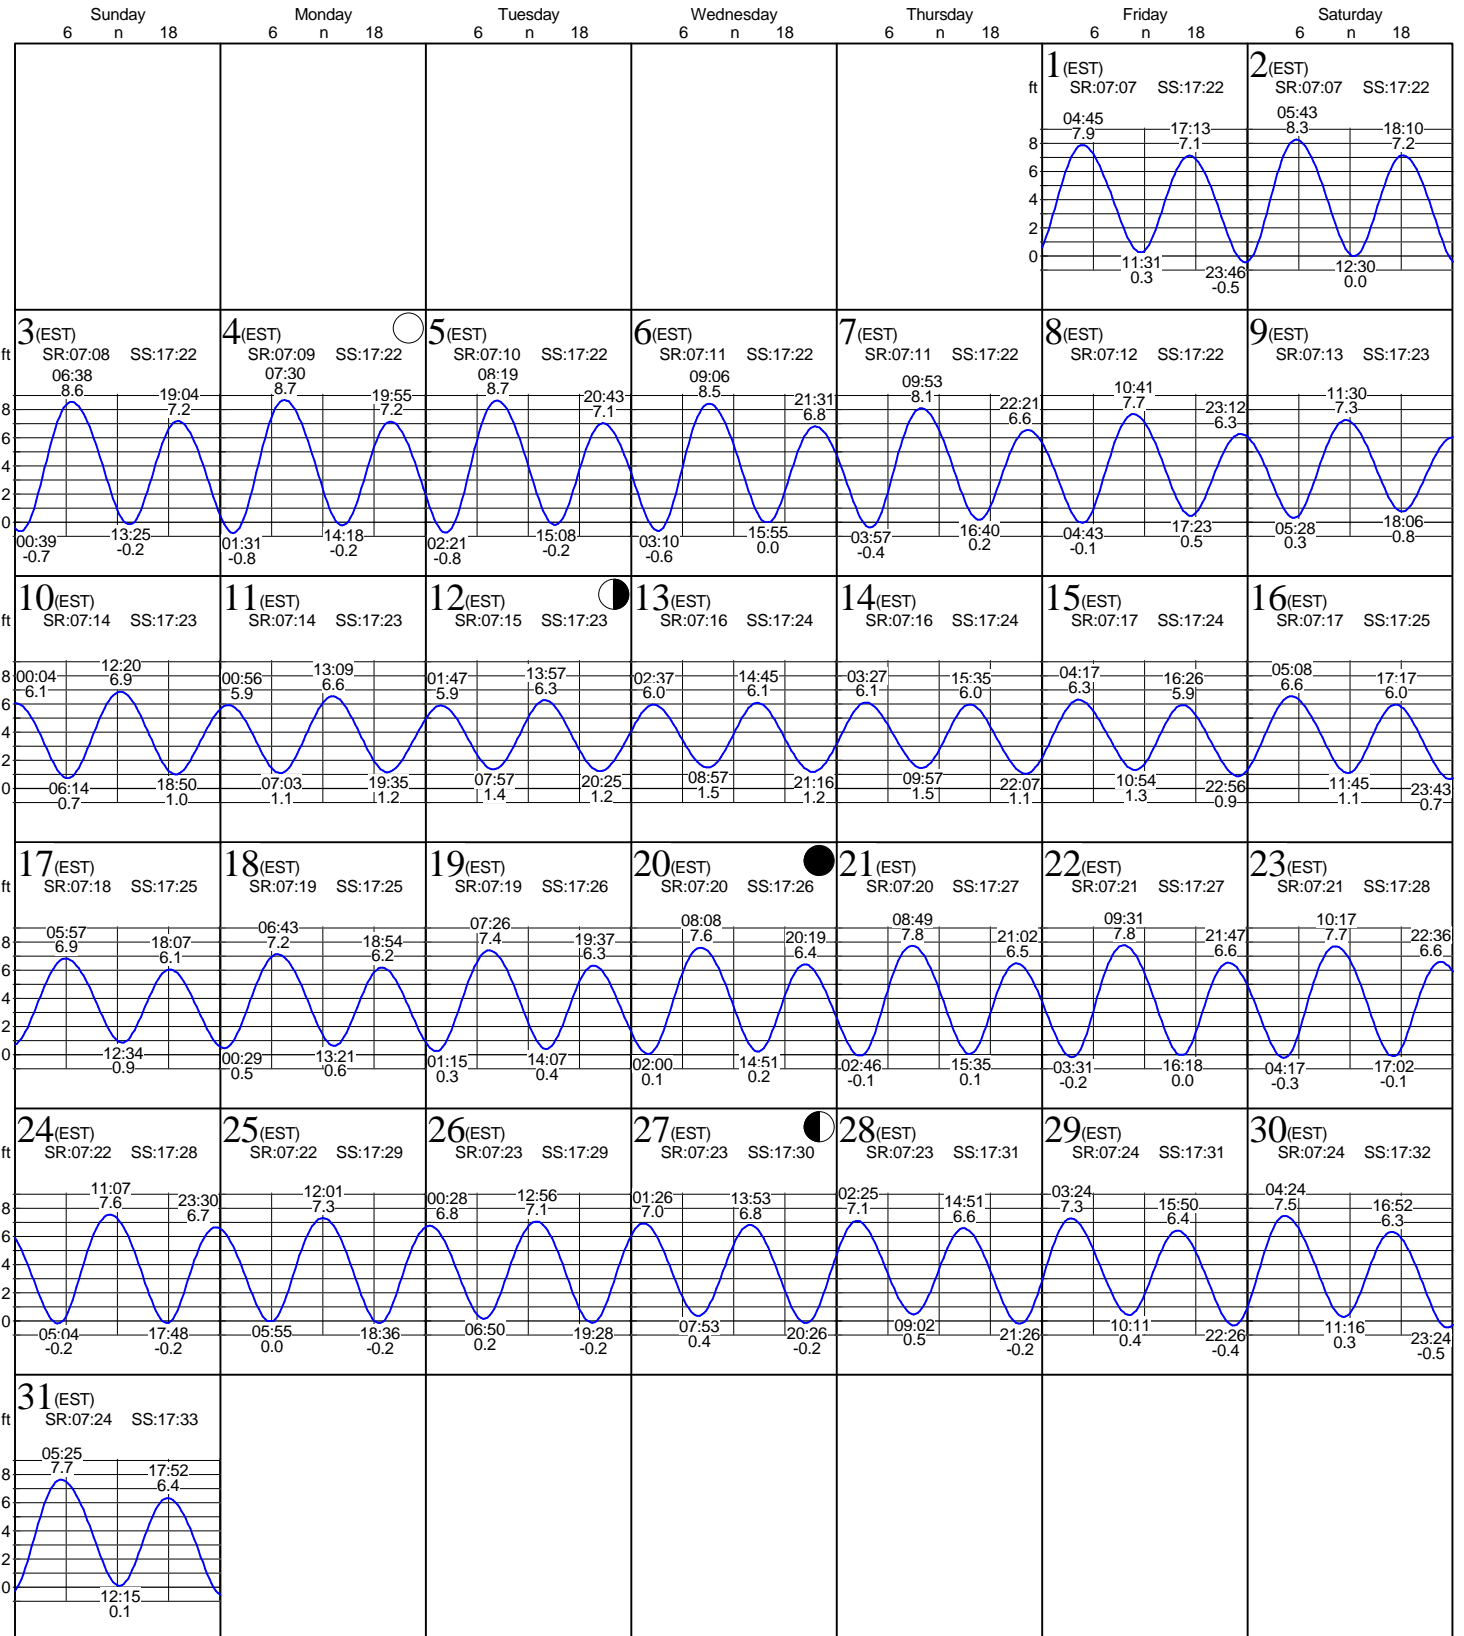 Sunday Monday Tuesday Wednesday Thursday Friday Saturday
6 n 18 6 n 18 6 n 18 6 n 18 6 n 18 6 n 18 6 n 18
1(EST) 2(EST)
ft SR:07:07 SS:17:22 SR:07:07 SS:17:22
04:45 17:13 05:43 18:10
7.9 7.1 8.3 7.2
8
6
4
2
0
11:31 23:46 12:30
0.3 -0.5 0.0
3(EST) 4(EST) 5(EST) 6(EST) 7(EST) 8(EST) 9(EST)
ft SR:07:08 SS:17:22 SR:07:09 SS:17:22 SR:07:10 SS:17:22 SR:07:11 SS:17:22 SR:07:11 SS:17:22 SR:07:12 SS:17:22 SR:07:13 SS:17:23
06:38 19:04 07:30 19:55 08:19 20:43 09:06 21:31 09:53 22:21 10:41 23:12 11:30
8.6 7.2 8.7 7.2 8.7 7.1 8.5 6.8 8.1 6.6 7.7 6.3 7.3
8
6
4
2
0
00:39 13:25 01:31 14:18 02:21 15:08 03:10 15:55 03:57 16:40 04:43 17:23 05:28 18:06
-0.7 -0.2 -0.8 -0.2 -0.8 -0.2 -0.6 0.0 -0.4 0.2 -0.1 0.5 0.3 0.8
10(EST) 11(EST) 12(EST) 13(EST) 14(EST) 15(EST) 16(EST)
ft SR:07:14 SS:17:23 SR:07:14 SS:17:23 SR:07:15 SS:17:23 SR:07:16 SS:17:24 SR:07:16 SS:17:24 SR:07:17 SS:17:24 SR:07:17 SS:17:25
00:04 12:20 00:56 13:09 01:47 13:57 02:37 14:45 03:27 15:35 04:17 16:26 05:08 17:17
6.1 6.9 5.9 6.6 5.9 6.3 6.0 6.1 6.1 6.0 6.3 5.9 6.6 6.0
8
6
4
2
0
06:14 18:50 07:03 19:35 07:57 20:25 08:57 21:16 09:57 22:07 10:54 22:56 11:45 23:43
0.7 1.0 1.1 1.2 1.4 1.2 1.5 1.2 1.5 1.1 1.3 0.9 1.1 0.7
17(EST) 18(EST) 19(EST) 20(EST) 21(EST) 22(EST) 23(EST)
ft SR:07:18 SS:17:25 SR:07:19 SS:17:25 SR:07:19 SS:17:26 SR:07:20 SS:17:26 SR:07:20 SS:17:27 SR:07:21 SS:17:27 SR:07:21 SS:17:28
05:57 18:07 06:43 18:54 07:26 19:37 08:08 20:19 08:49 21:02 09:31 21:47 10:17 22:36
6.9 6.1 7.2 6.2 7.4 6.3 7.6 6.4 7.8 6.5 7.8 6.6 7.7 6.6
8
6
4
2
0
12:34 00:29 13:21 01:15 14:07 02:00 14:51 02:46 15:35 03:31 16:18 04:17 17:02
0.9 0.5 0.6 0.3 0.4 0.1 0.2 -0.1 0.1 -0.2 0.0 -0.3 -0.1
24(EST) 25(EST) 26(EST) 27(EST) 28(EST) 29(EST) 30(EST)
ft SR:07:22 SS:17:28 SR:07:22 SS:17:29 SR:07:23 SS:17:29 SR:07:23 SS:17:30 SR:07:23 SS:17:31 SR:07:24 SS:17:31 SR:07:24 SS:17:32
11:07 23:30 12:01 00:28 12:56 01:26 13:53 02:25 14:51 03:24 15:50 04:24 16:52
7.6 6.7 7.3 6.8 7.1 7.0 6.8 7.1 6.6 7.3 6.4 7.5 6.3
8
6
4
2
0
05:04 17:48 05:55 18:36 06:50 19:28 07:53 20:26 09:02 21:26 10:11 22:26 11:16 23:24
-0.2 -0.2 0.0 -0.2 0.2 -0.2 0.4 -0.2 0.5 -0.2 0.4 -0.4 0.3 -0.5
31(EST)
ft SR:07:24 SS:17:33
05:25 17:52
7.7 6.4
8
6
4
2
0
12:15
0.1